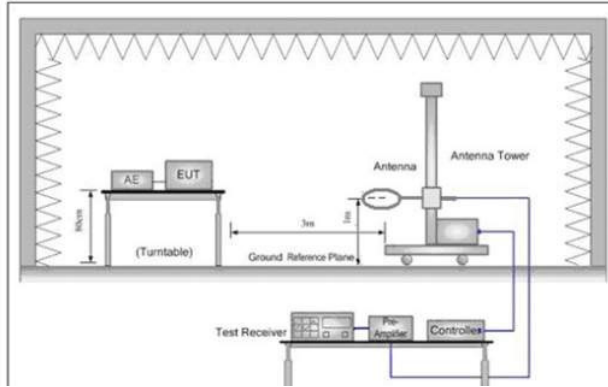 Antenna Tower
Antenna
EUT
AE
80cm
3m
1m
(Turntable)
Ground Reference Plane
Test Receiver
Pre-
Amplifier
Controller